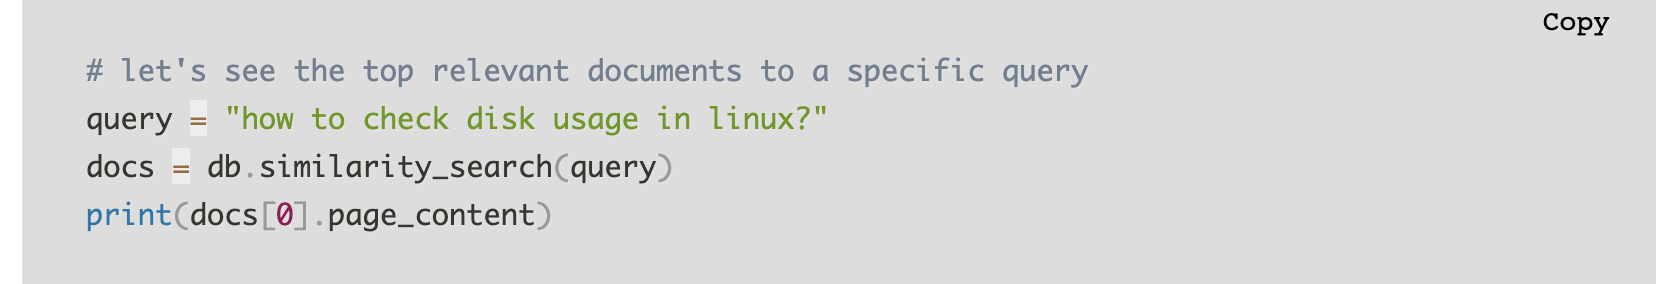 Copy
# let's see the top relevant documents to a specific query
query = "how to check disk usage in linux?"
docs = db.similarity_search(query)
print(docs[0].page_content)